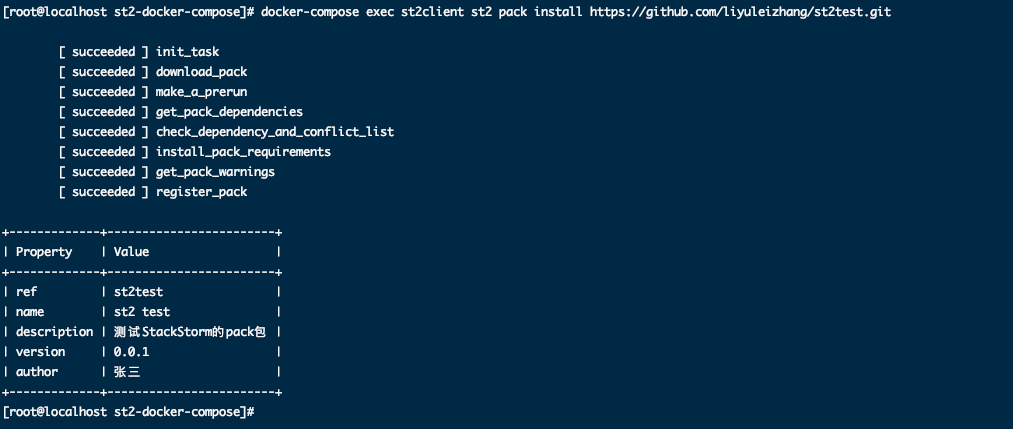 [root@localhost st2-docker-compose]# docker-compose exec st2client st2 pack install https://github.com/liyuleizhang/st2test.git
[ succeeded ] init_task
[ succeeded ] download_pack
[ succeeded ] make_a_prerun
[ succeeded ] get_pack_dependencies
[ succeeded ] check_dependency_and_conflict_list
[ succeeded ] install_pack_requirements
[ succeeded ] get_pack_warnings
[ succeeded ] register_pack
+-------------+------------------------+
| Property    | Value                  |
+-------------+------------------------+
| ref         | st2test                |
| name        | st2 test               |
| description | 测试StackStorm的pack包 |
| version     | 0.0.1                  |
| author      | 张三                   |
+-------------+------------------------+
[root@localhost st2-docker-compose]#